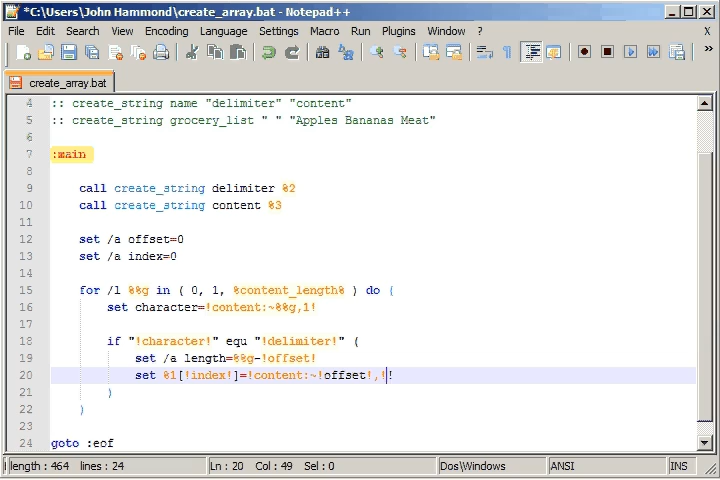 *C:\Users\John Hammond\create_array.bat - Notepad++
File Edit Search View Encoding Language Settings Macro Run Plugins Window ? X
create_array.bat
4 :: create_string name "delimiter" "content"
5 :: create_string grocery_list " " "Apples Bananas Meat"
6
7 :main
8
9 call create_string delimiter %2
10 call create_string content %3
11
12 set /a offset=0
13 set /a index=0
14
15 for /l %%g in ( 0, 1, %content_length% ) do (
16 set character=!content:~%%g,1!
17
18 if "!character!" equ "!delimiter!" (
19 set /a length=%%g-!offset!
20 set %1[!index!]=!content:~!offset!,!!
21 )
22 )
23
24 goto :eof
length : 464 lines : 24 Ln : 20 Col : 49 Sel : 0 Dos\Windows ANSI INS